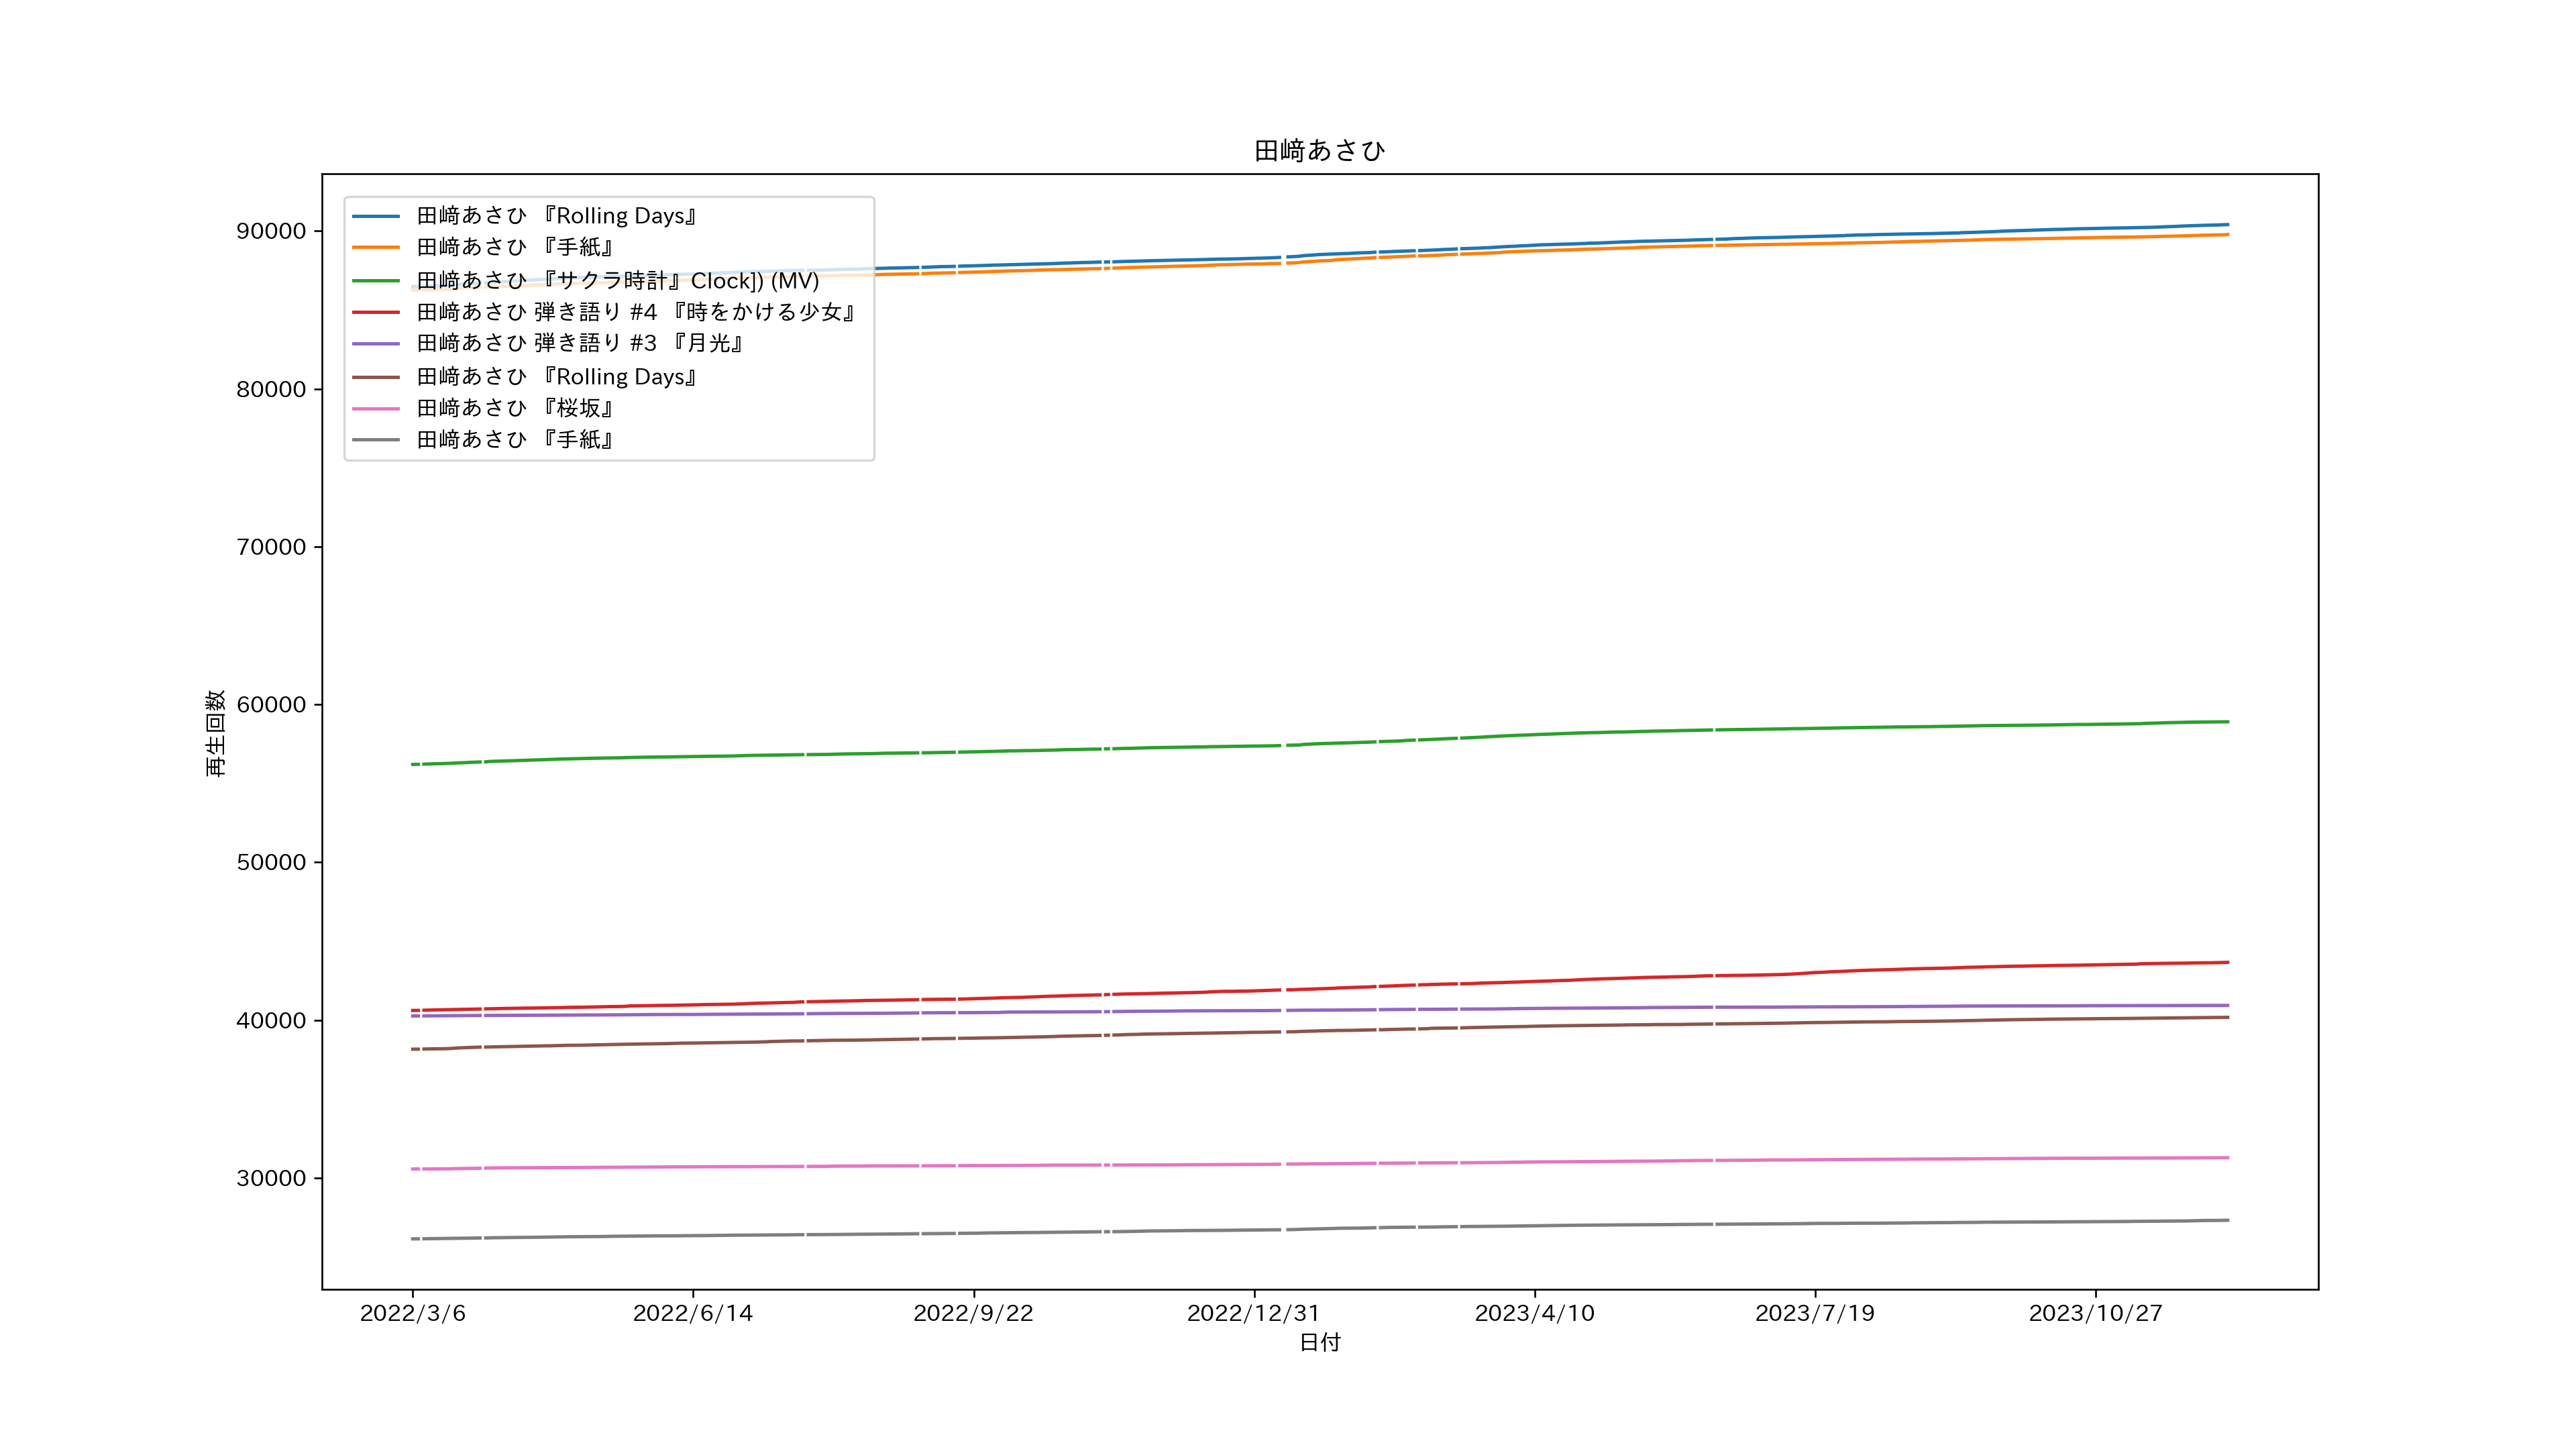 田﨑あさひ
田﨑あさひ 『Rolling Days』
田﨑あさひ 『手紙』
田﨑あさひ 『サクラ時計』Clock]) (MV)
田﨑あさひ 弾き語り #4 『時をかける少女』
田﨑あさひ 弾き語り #3 『月光』
田﨑あさひ 『Rolling Days』
田﨑あさひ 『桜坂』
田﨑あさひ 『手紙』
90000
80000
70000
60000
50000
40000
30000
再生回数
2022/3/6
2022/6/14
2022/9/22
2022/12/31
2023/4/10
2023/7/19
2023/10/27
日付